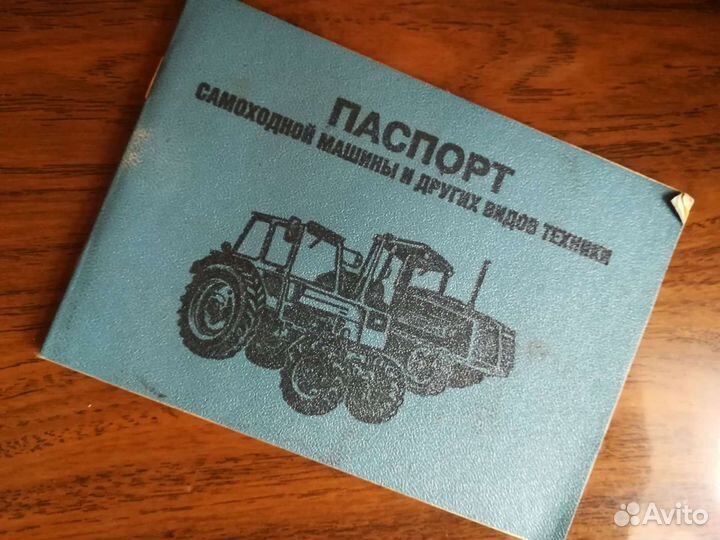 ПАСПОРТ
САМОХОДНОЙ МАШИНЫ И ДРУГИХ ВИДОВ ТЕХНИКИ
Avito